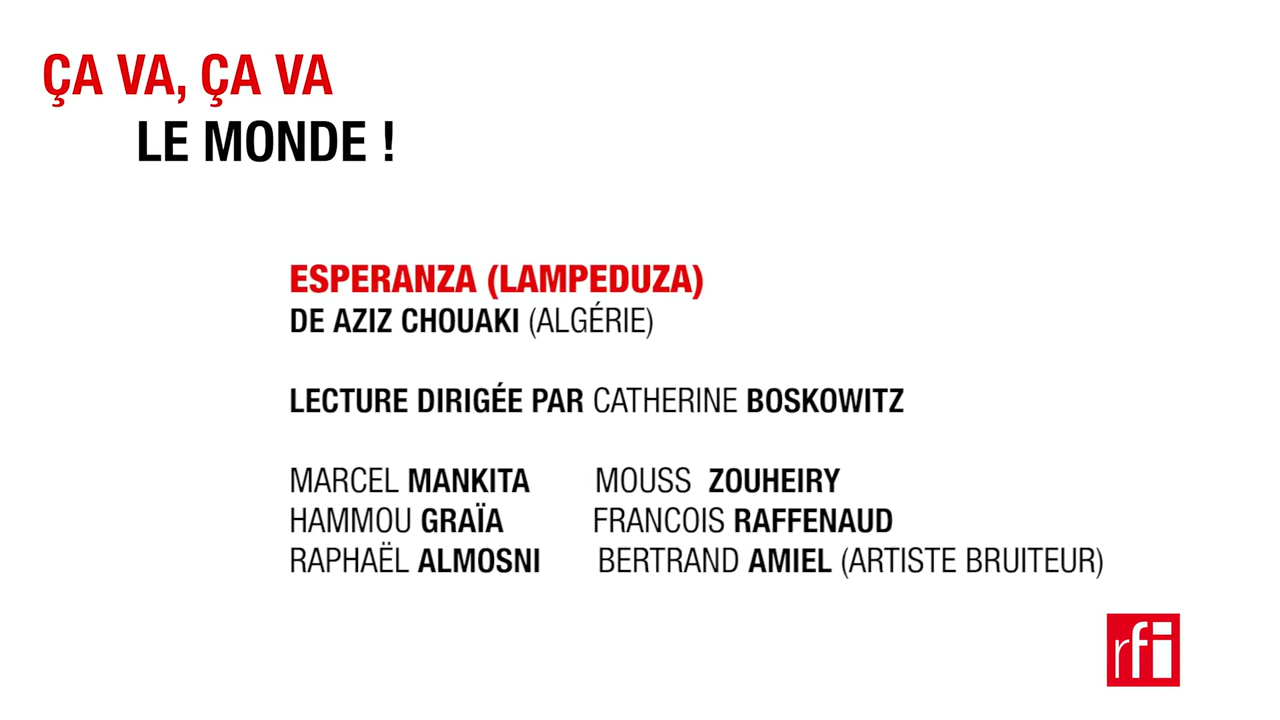 ÇA VA, ÇA VA
LE MONDE !
ESPERANZA (LAMPEDUZA)
DE AZIZ CHOUAKI (ALGÉRIE)
LECTURE DIRIGÉE PAR CATHERINE BOSKOWITZ
MARCEL MANKITA MOUSS ZOUHEIRY
HAMMOU GRAÏA FRANCOIS RAFFENAUD
RAPHAËL ALMOSNI BERTRAND AMIEL (ARTISTE BRUITEUR)
rfi